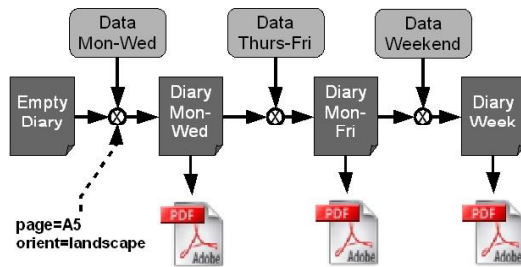 Data
Mon-Wed
Data
Thurs-Fri
Data
Weekend
Empty
Diary
X
Diary
Mon-
Wed
X
Diary
Mon-
Fri
X
Diary
Week
page=A5
orient=landscape
PDF
Adobe
PDF
Adobe
PDF
Adobe